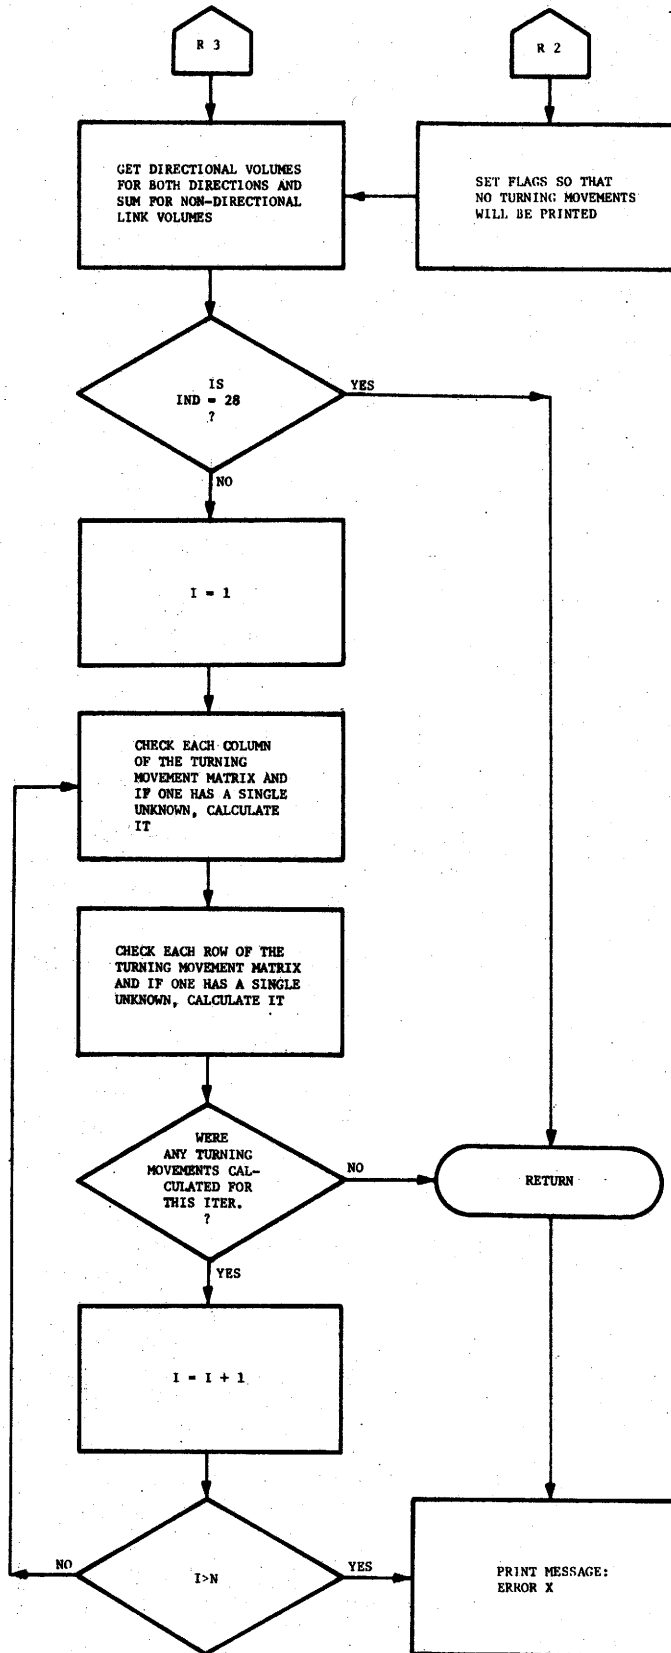 R 3
R 2
GET DIRECTIONAL VOLUMES
FOR BOTH DIRECTIONS AND
SUM FOR NON-DIRECTIONAL
LINK VOLUMES
SET FLAGS SO THAT
NO TURNING MOVEMENTS
WILL BE PRINTED
IS
IND = 28
?
YES
NO
I = 1
CHECK EACH COLUMN
OF THE TURNING
MOVEMENT MATRIX AND
IF ONE HAS A SINGLE
UNKNOWN, CALCULATE
IT
CHECK EACH ROW OF THE
TURNING MOVEMENT MATRIX
AND IF ONE HAS A SINGLE
UNKNOWN, CALCULATE IT
WERE
ANY TURNING
MOVEMENTS CAL-
CULATED FOR
THIS ITER.
?
NO
RETURN
YES
I = I + 1
NO
I>N
YES
PRINT MESSAGE:
ERROR X